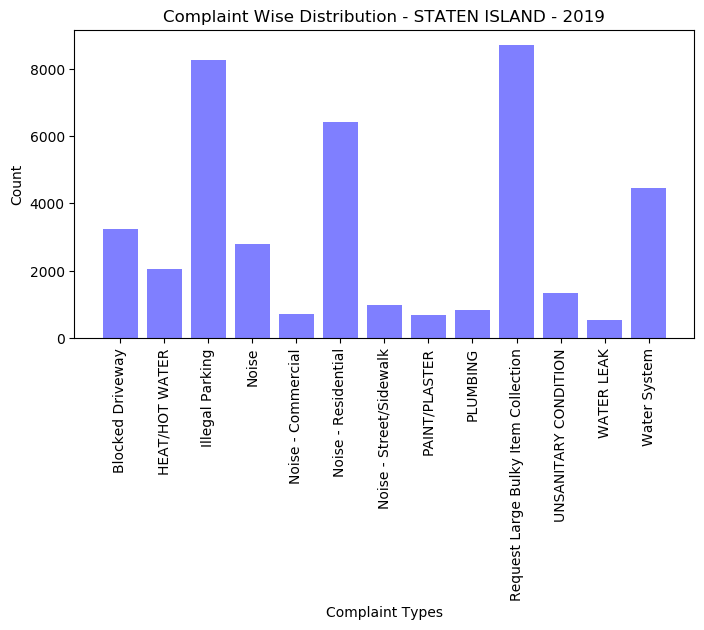 Complaint Wise Distribution - STATEN ISLAND - 2019
8000
6000
4000
2000
0
Count
Blocked Driveway
HEAT/HOT WATER
Illegal Parking
Noise
Noise - Commercial
Noise - Residential
Noise - Street/Sidewalk
PAINT/PLASTER
PLUMBING
Request Large Bulky Item Collection
UNSANITARY CONDITION
WATER LEAK
Water System
Complaint Types